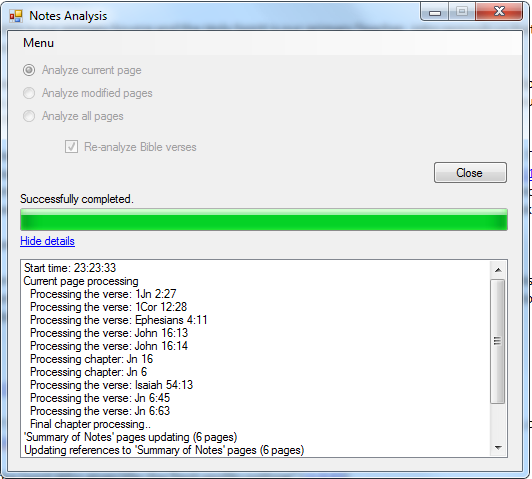 Notes Analysis
Menu
Analyze current page
Analyze modified pages
Analyze all pages
Re-analyze Bible verses
Close
Successfully completed.
Hide details
Start time: 23:23:33
Current page processing
Processing the verse: 1Jn 2:27
Processing the verse: 1Cor 12:28
Processing the verse: Ephesians 4:11
Processing the verse: John 16:13
Processing the verse: John 16:14
Processing chapter: Jn 16
Processing chapter: Jn 6
Processing the verse: Isaiah 54:13
Processing the verse: Jn 6:45
Processing the verse: Jn 6:63
Final chapter processing..
'Summary of Notes' pages updating (6 pages)
Updating references to 'Summary of Notes' pages (6 pages)